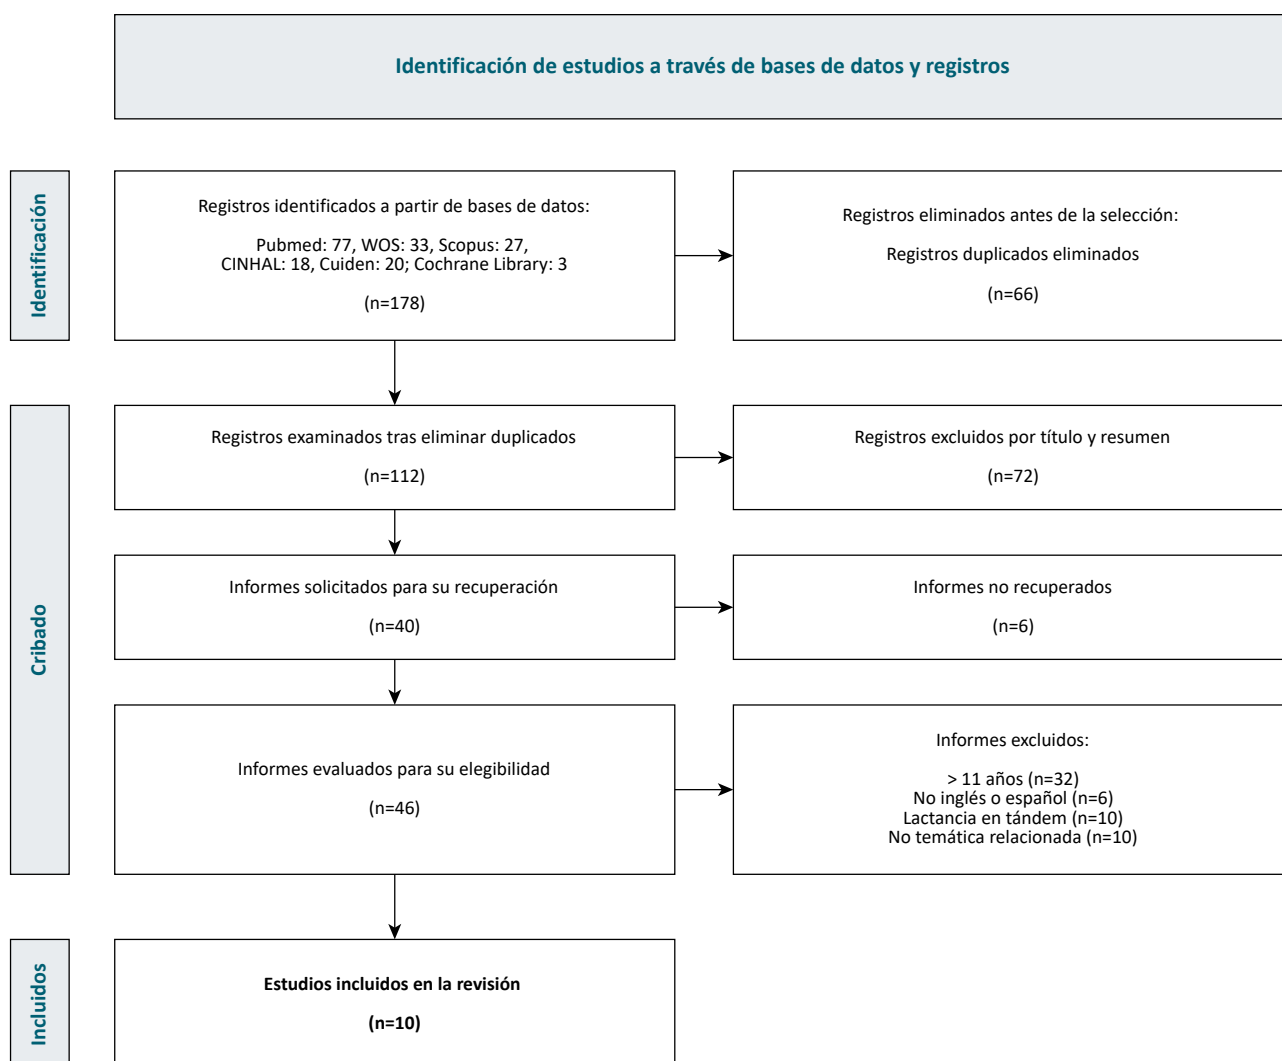 Identificación de estudios a través de bases de datos y registros
Identificación
Registros identificados a partir de bases de datos:
Pubmed: 77, WOS: 33, Scopus: 27,
CINHAL: 18, Cuiden: 20; Cochrane Library: 3
(n=178)
Registros eliminados antes de la selección:
Registros duplicados eliminados
(n=66)
Cribado
Registros examinados tras eliminar duplicados
(n=112)
Registros excluidos por título y resumen
(n=72)
Informes solicitados para su recuperación
(n=40)
Informes no recuperados
(n=6)
Informes evaluados para su elegibilidad
(n=46)
Informes excluidos:
> 11 años (n=32)
No inglés o español (n=6)
Lactancia en tándem (n=10)
No temática relacionada (n=10)
Incluidos
Estudios incluidos en la revisión
(n=10)